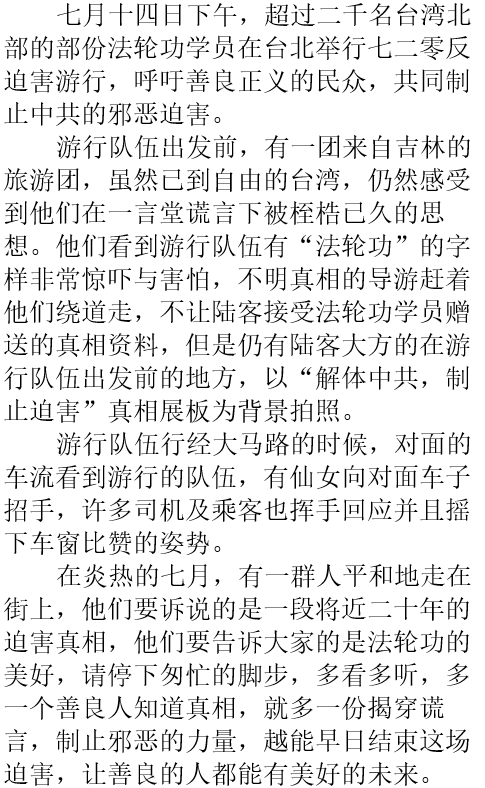 七月十四日下午，超过二千名台湾北
部的部份法轮功学员在台北举行七二零反
迫害游行，呼吁善良正义的民众，共同制
止中共的邪恶迫害。
游行队伍出发前，有一团来自吉林的
旅游团，虽然已到自由的台湾，仍然感受
到他们在一言堂谎言下被桎梏已久的思
想。他们看到游行队伍有“法轮功”的字
样非常惊吓与害怕，不明真相的导游赶着
他们绕道走，不让陆客接受法轮功学员赠
送的真相资料，但是仍有陆客大方的在游
行队伍出发前的地方，以“解体中共，制
止迫害”真相展板为背景拍照。
游行队伍行经大马路的时候，对面的
车流看到游行的队伍，有仙女向对面车子
招手，许多司机及乘客也挥手回应并且摇
下车窗比赞的姿势。
在炎热的七月，有一群人平和地走在
街上，他们要诉说的是一段将近二十年的
迫害真相，他们要告诉大家的是法轮功的
美好，请停下匆忙的脚步，多看多听，多
一个善良人知道真相，就多一份揭穿谎
言，制止邪恶的力量，越能早日结束这场
迫害，让善良的人都能有美好的未来。